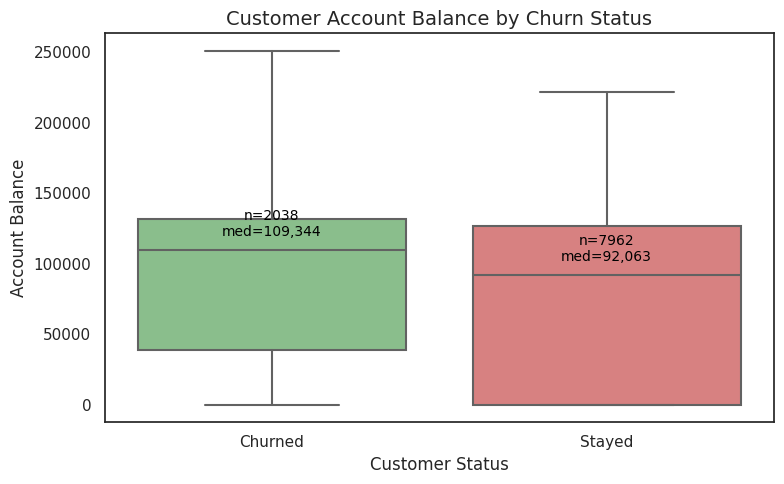 Customer Account Balance by Churn Status
Account Balance
250000
200000
150000
100000
50000
0
n=2038
med=109,344
n=7962
med=92,063
Churned
Stayed
Customer Status